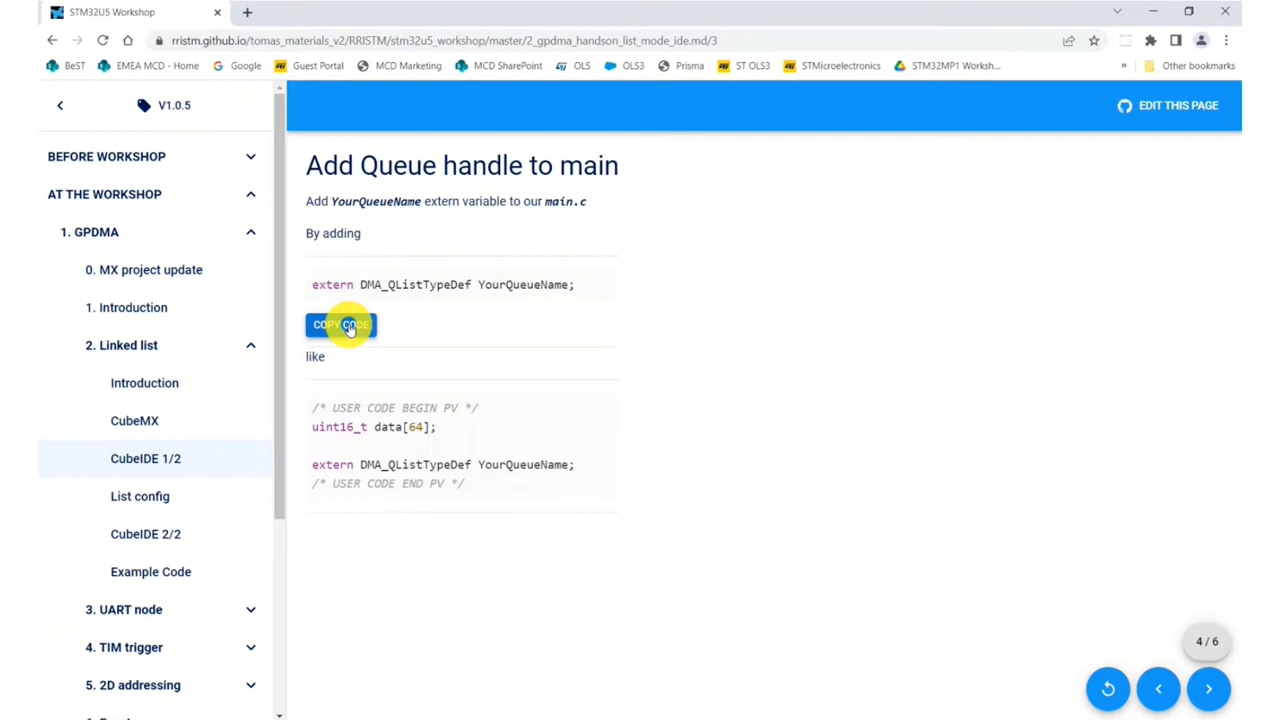 STM32U5 Workshop
rristm.github.io/tomas_materials_v2/RRISTM/stm32u5_workshop/master/2_gpdma_handson_list_mode_ide.md/3
BeST
EMEA MCD - Home
Google
Guest Portal
MCD Marketing
MCD SharePoint
OLS
OLS3
Prisma
ST OLS3
STMicroelectronics
STM32MP1 Worksh...
»
Other bookmarks
V1.0.5
EDIT THIS PAGE
BEFORE WORKSHOP
AT THE WORKSHOP
1. GPDMA
0. MX project update
1. Introduction
2. Linked list
Introduction
CubeMX
CubeIDE 1/2
List config
CubeIDE 2/2
Example Code
3. UART node
4. TIM trigger
5. 2D addressing
Add Queue handle to main
Add YourQueueName extern variable to our main.c
By adding
extern DMA_QListTypeDef YourQueueName;
COPY CODE
like
/* USER CODE BEGIN PV */
uint16_t data[64];
extern DMA_QListTypeDef YourQueueName;
/* USER CODE END PV */
4 / 6